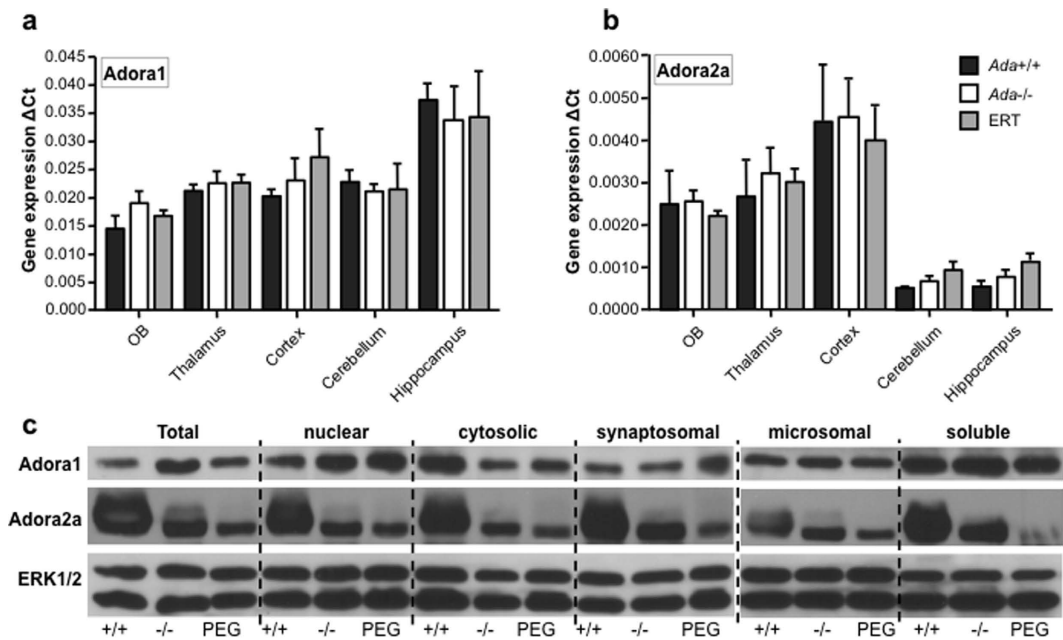 a
Adora1
Gene expression ΔCt
0.045
0.040
0.035
0.030
0.025
0.020
0.015
0.010
0.005
0.000
OB
Thalamus
Cortex
Cerebellum
Hippocampus
b
Adora2a
Gene expression ΔCt
0.0060
0.0050
0.0040
0.0030
0.0020
0.0010
0.0000
OB
Thalamus
Cortex
Cerebellum
Hippocampus
Ada+/+
Ada-/-
ERT
c
Total nuclear cytosolic synaptosomal microsomal soluble
Adora1
Adora2a
ERK1/2
+/+ -/- PEG +/+ -/- PEG +/+ -/- PEG +/+ -/- PEG +/+ -/- PEG +/+ -/- PEG